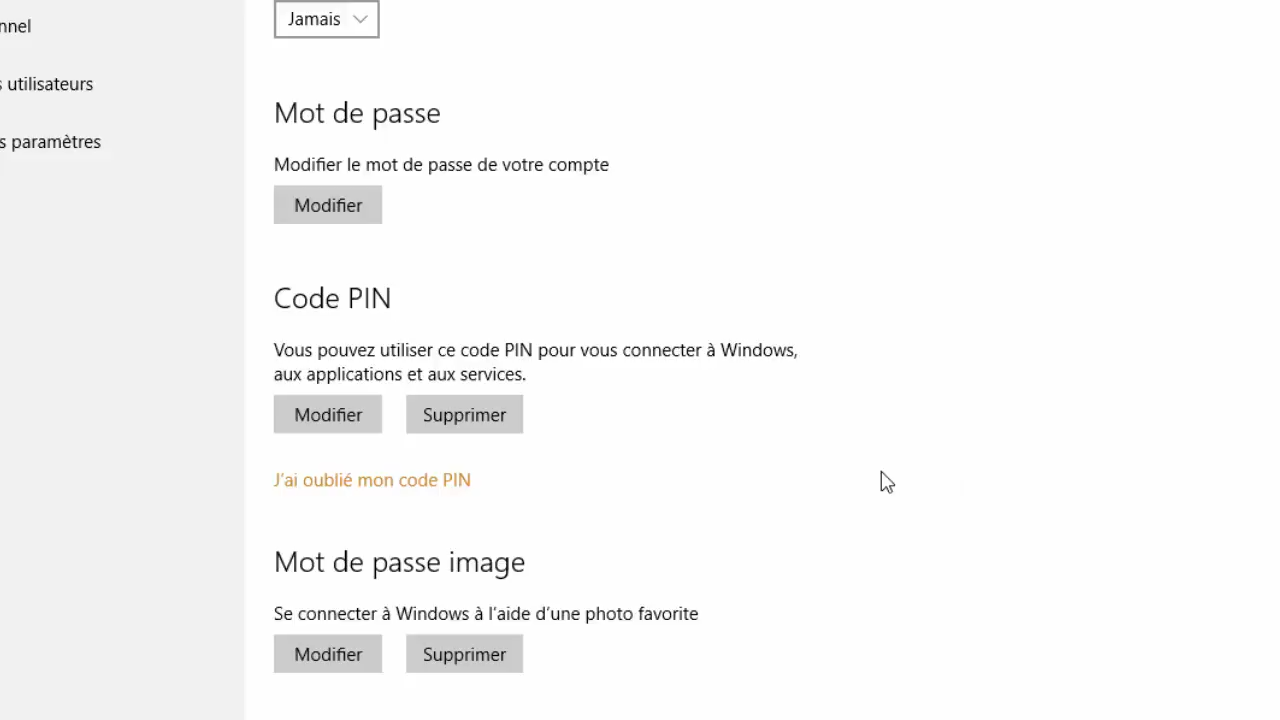 nnel
s utilisateurs
s paramètres
Jamais
Mot de passe
Modifier le mot de passe de votre compte
Modifier
Code PIN
Vous pouvez utiliser ce code PIN pour vous connecter à Windows,
aux applications et aux services.
Modifier Supprimer
J'ai oublié mon code PIN
Mot de passe image
Se connecter à Windows à l'aide d'une photo favorite
Modifier Supprimer